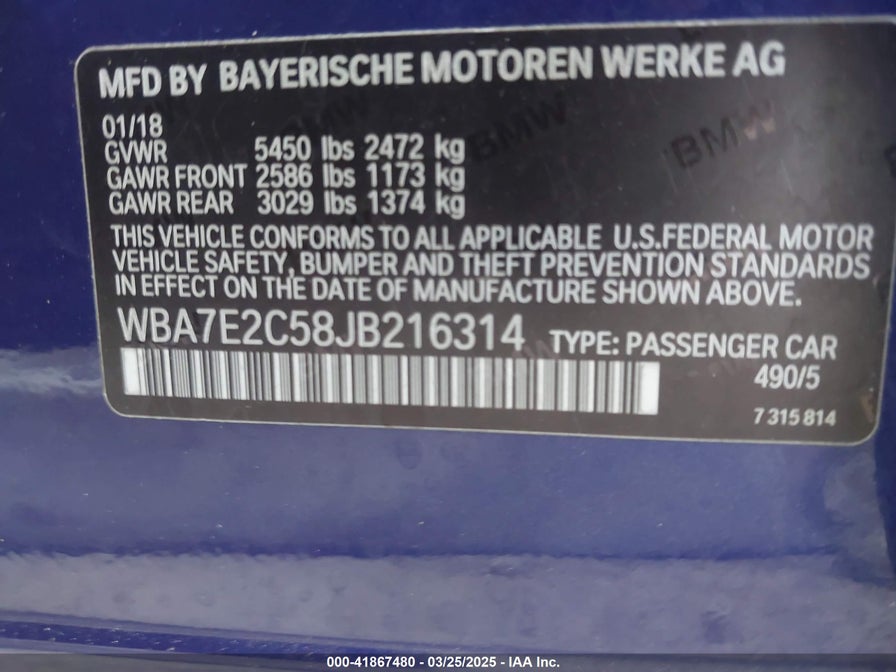 MFD BY BAYERISCHE MOTOREN WERKE AG
01/18
GVWR 5450 lbs 2472 kg
GAWR FRONT 2586 lbs 1173 kg
GAWR REAR 3029 lbs 1374 kg
THIS VEHICLE CONFORMS TO ALL APPLICABLE U.S.FEDERAL MOTOR
VEHICLE SAFETY, BUMPER AND THEFT PREVENTION STANDARDS
IN EFFECT ON THE DATE OF MANUFACTURE SHOWN ABOVE.
WBA7E2C58JB216314 TYPE: PASSENGER CAR
490/5
7 315 814
BMW
BMW
000-41867480 - 03/25/2025 - IAA Inc.